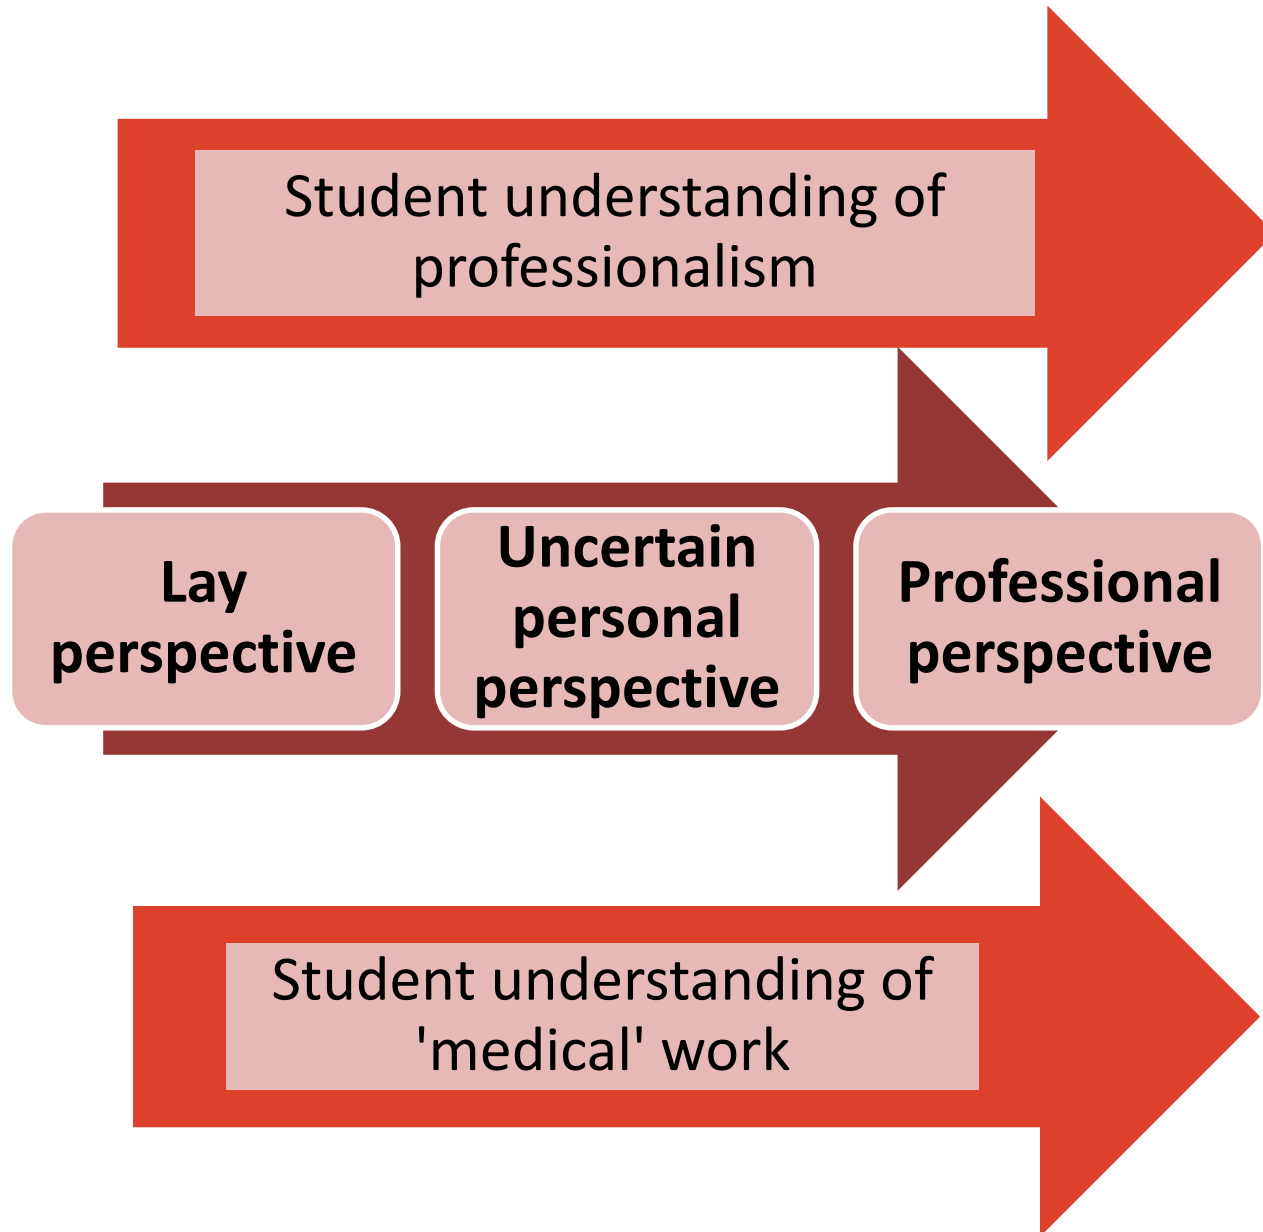 Student understanding of
professionalism
Lay
perspective
Uncertain
personal
perspective
Professional
perspective
Student understanding of
'medical' work